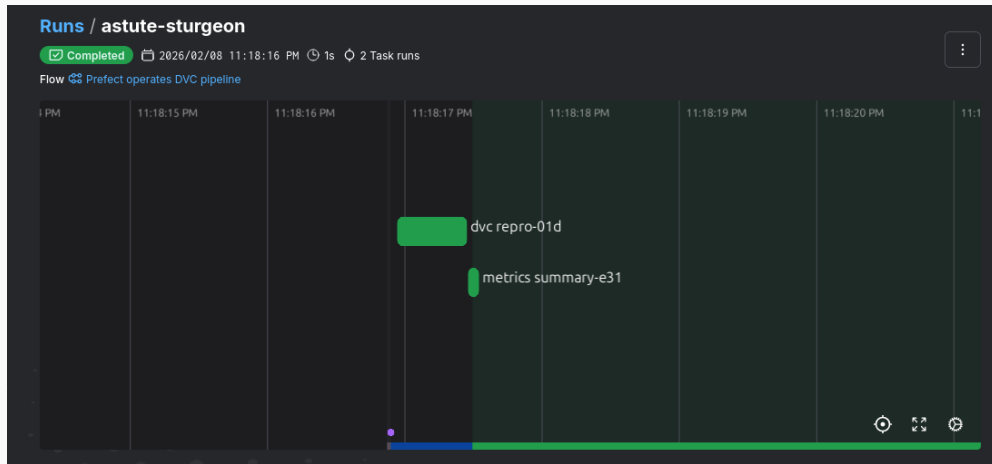 Runs / astute-sturgeon
Completed 2026/02/08 11:18:16 PM 1s 2 Task runs
Flow Prefect operates DVC pipeline
PM 11:18:15 PM 11:18:16 PM 11:18:17 PM 11:18:18 PM 11:18:19 PM 11:18:20 PM 11:1
dvc repro-01d
metrics summary-e31